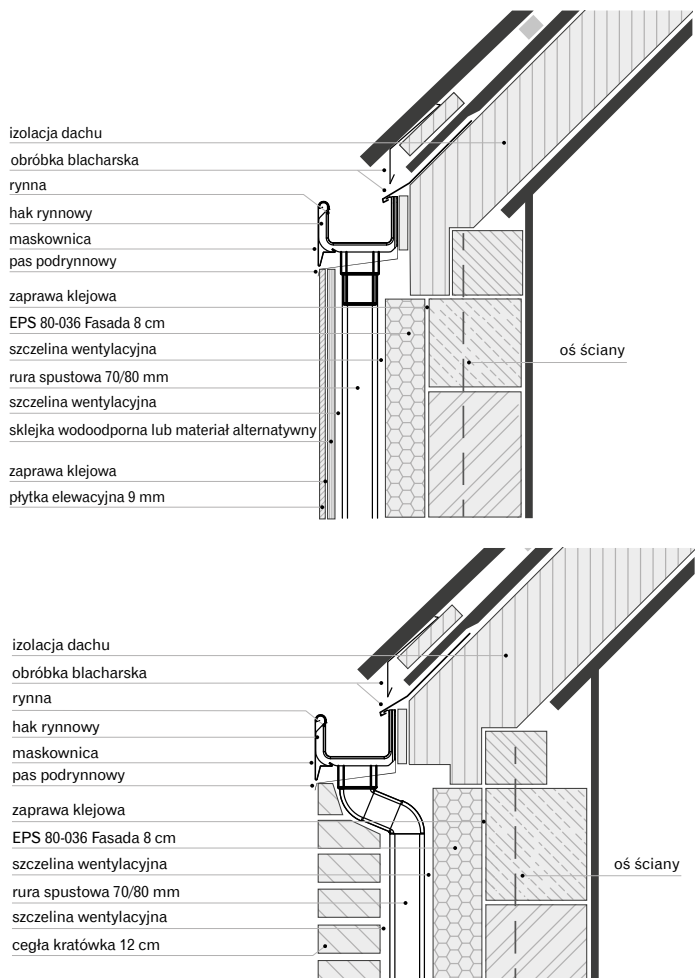 izolacja dachu
obróbka blacharska
rynna
hak rynnowy
maskownica
pas podrynnowy
zaprawa klejowa
EPS 80-036 Fasada 8 cm
szczelina wentylacyjna
oś ściany
rura spustowa 70/80 mm
szczelina wentylacyjna
sklejka wodoodporna lub materiał alternatywny
zaprawa klejowa
płytka elewacyjna 9 mm
izolacja dachu
obróbka blacharska
rynna
hak rynnowy
maskownica
pas podrynnowy
zaprawa klejowa
EPS 80-036 Fasada 8 cm
szczelina wentylacyjna
oś ściany
rura spustowa 70/80 mm
szczelina wentylacyjna
cegła kratówka 12 cm